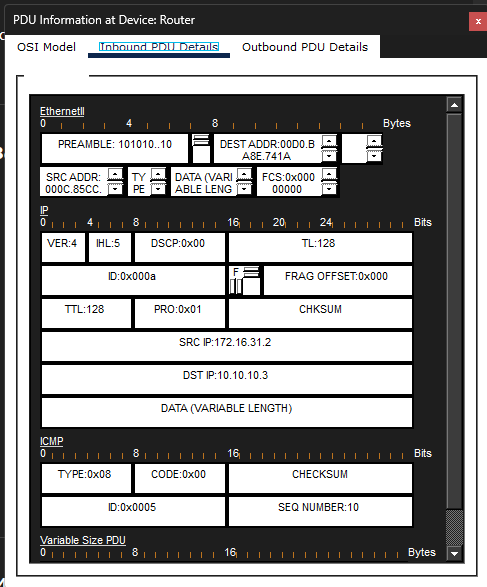 PDU Information at Device: Router
OSI Model Inbound PDU Details Outbound PDU Details
EthernetII
0 4 8 Bytes
PREAMBLE: 101010..10 DEST ADDR:00D0.B
A8E.741A
SRC ADDR: TY DATA (VARI FCS:0x000
000C.85CC. PE ABLE LENG 00000
IP
0 4 8 16 20 24 Bits
VER:4 IHL:5 DSCP:0x00 TL:128
ID:0x000a F FRAG OFFSET:0x000
TTL:128 PRO:0x01 CHKSUM
SRC IP:172.16.31.2
DST IP:10.10.10.3
DATA (VARIABLE LENGTH)
ICMP
0 8 16 Bits
TYPE:0x08 CODE:0x00 CHECKSUM
ID:0x0005 SEQ NUMBER:10
Variable Size PDU
0 8 16 Bytes